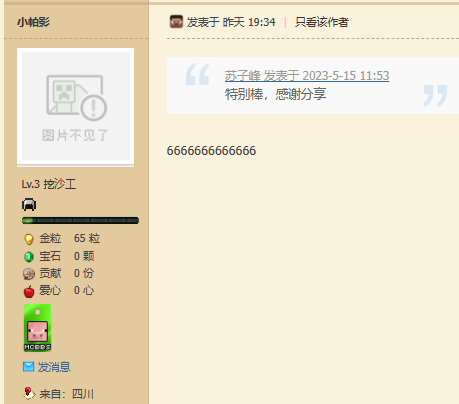 小帕影
图片不见了
Lv.3 挖沙工
金粒 65 粒
宝石 0 颗
贡献 0 份
爱心 0 心
MCBBS
发消息
来自: 四川
发表于 昨天 19:34 | 只看该作者
苏子峰 发表于 2023-5-15 11:53
特别棒，感谢分享
6666666666666